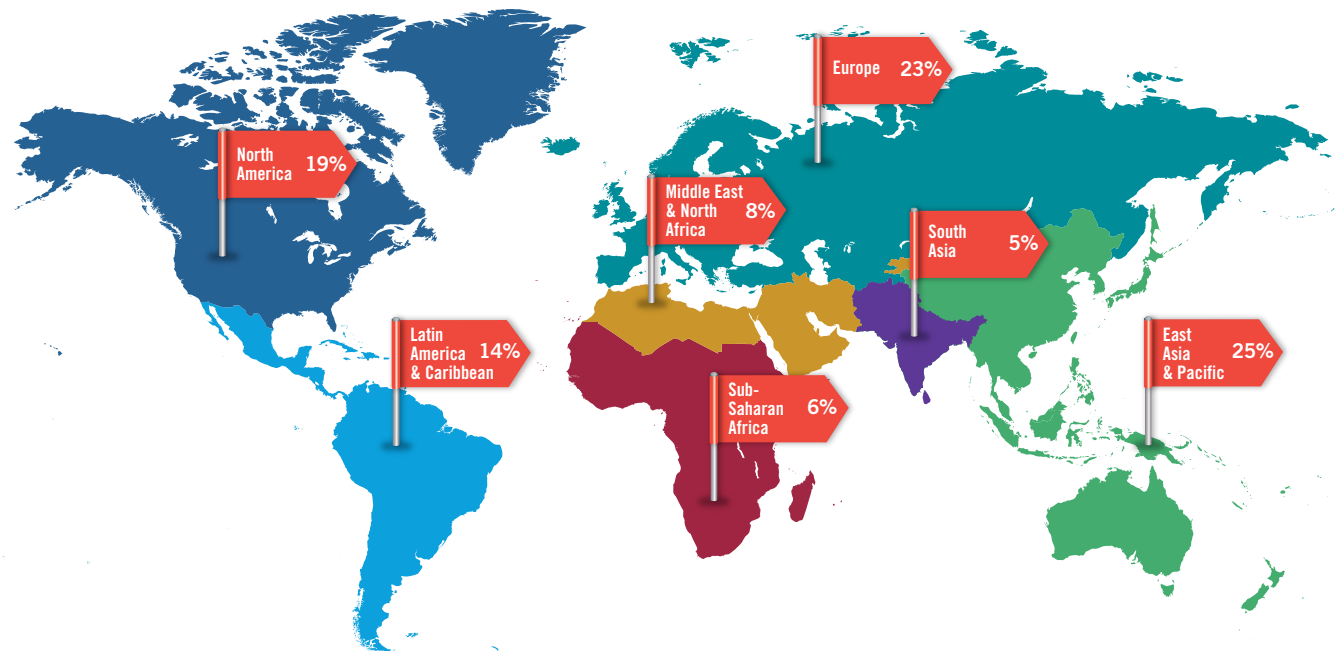 Europe 23%
North
America 19%
Middle East
& North
Africa 8%
South
Asia 5%
Latin
America 14%
& Caribbean
East
Asia 25%
& Pacific
Sub-
Saharan 6%
Africa